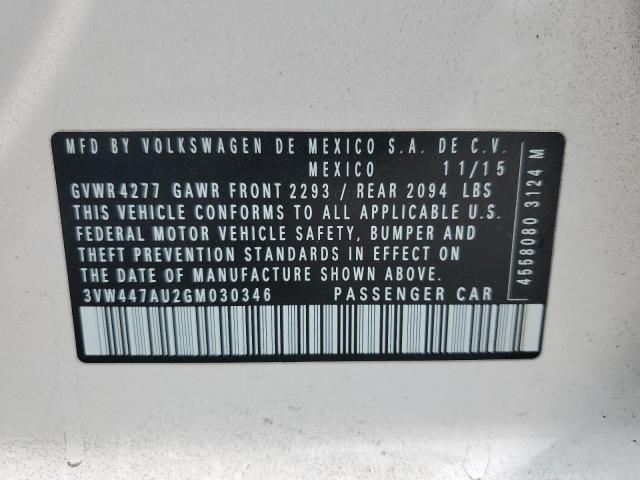 MFD BY VOLKSWAGEN DE MEXICO S.A. DE C.V.
MEXICO 11/15
GVWR 4277 GAWR FRONT 2293 / REAR 2094 LBS
THIS VEHICLE CONFORMS TO ALL APPLICABLE U.S.
FEDERAL MOTOR VEHICLE SAFETY, BUMPER AND
THEFT PREVENTION STANDARDS IN EFFECT ON
THE DATE OF MANUFACTURE SHOWN ABOVE.
3VW447AU2GM030346 PASSENGER CAR
4558080 3124 M